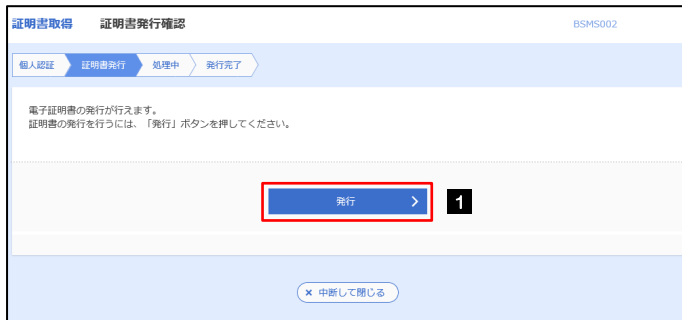 証明書取得 証明書発行確認 BSMS002
個人認証 証明書発行 処理中 発行完了
電子証明書の発行が行えます。
証明書の発行を行うには、「発行」ボタンを押してください。
発行 1
× 中断して閉じる